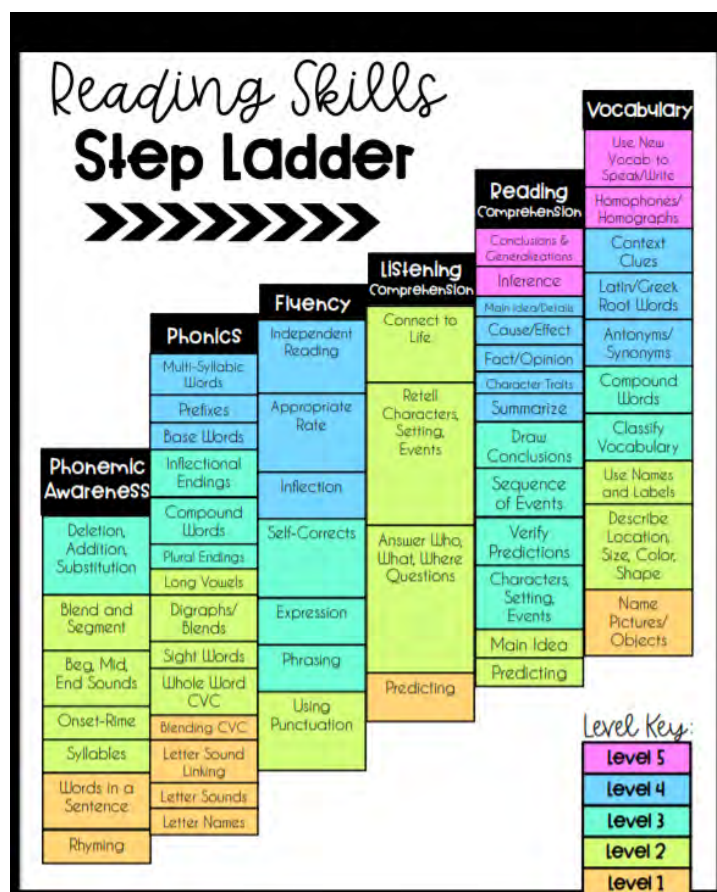 Reading Skills
Step Ladder
Vocabulary
Use New
Vocab to
Speak/Write
Homophones/
Homographs
Context
Clues
Latin/Greek
Root Words
Antonyms/
Synonyms
Compound
Words
Classify
Vocabulary
Use Names
and Labels
Describe
Location,
Size, Color,
Shape
Name
Pictures/
Objects
Reading
Comprehension
Conclusions &
Generalizations
Inference
Main idea/Details
Cause/Effect
Fact/Opinion
Character Traits
Summarize
Draw
Conclusions
Sequence
of Events
Verify
Predictions
Characters,
Setting,
Events
Main Idea
Predicting
Listening
Comprehension
Connect to
Life
Retell
Characters,
Setting,
Events
Answer Who,
What, Where
Questions
Predicting
Fluency
Independent
Reading
Appropriate
Rate
Inflection
Self-Corrects
Expression
Phrasing
Using
Punctuation
Phonics
Multi-Syllabic
Words
Prefixes
Base Words
Inflectional
Endings
Compound
Words
Plural Endings
Long Vowels
Digraphs/
Blends
Sight Words
Whole Word
CVC
Blending CVC
Letter Sound
Linking
Letter Sounds
Letter Names
Phonemic
Awareness
Deletion,
Addition,
Substitution
Blend and
Segment
Beg, Mid,
End Sounds
Onset-Rime
Syllables
Words in a
Sentence
Rhyming
Level Key:
Level 5
Level 4
Level 3
Level 2
Level 1